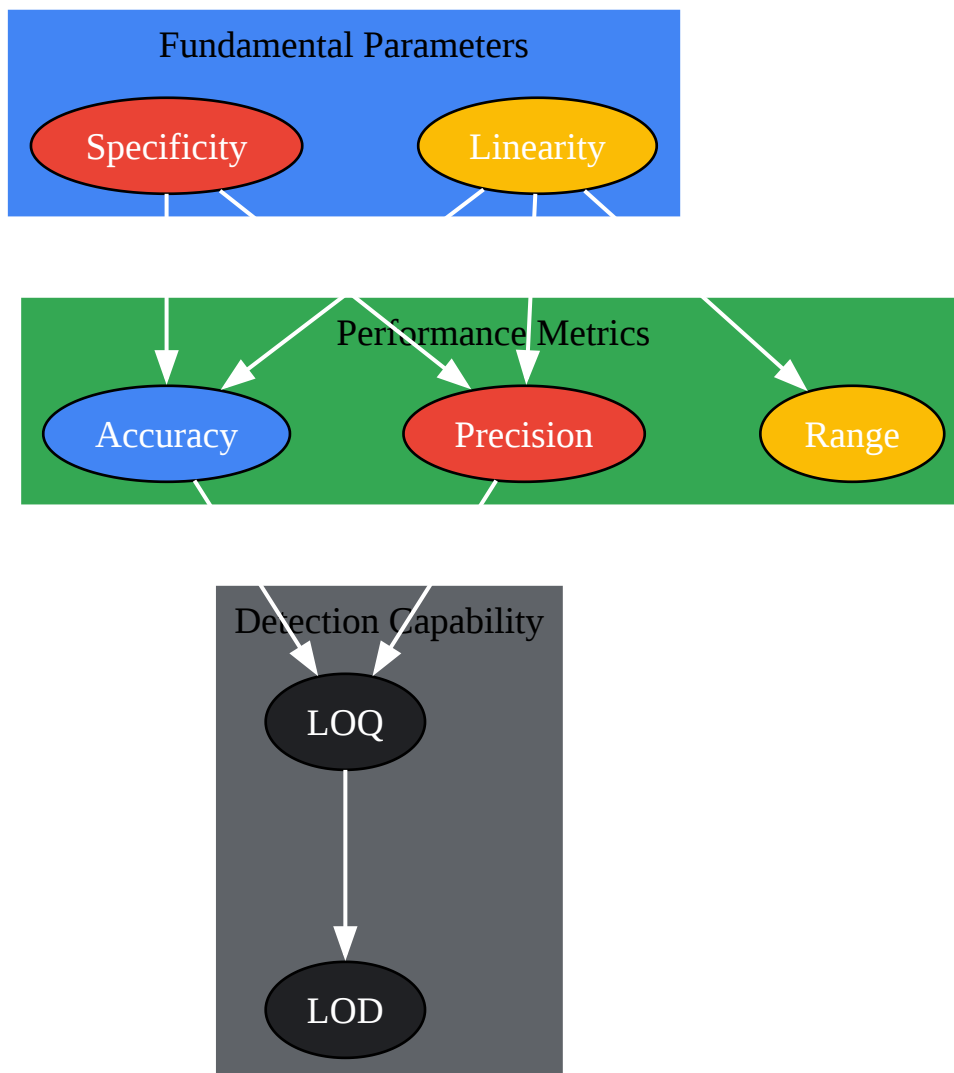 Fundamental Parameters
Specificity
Linearity
Performance Metrics
Accuracy
Precision
Range
Detection Capability
LOQ
LOD